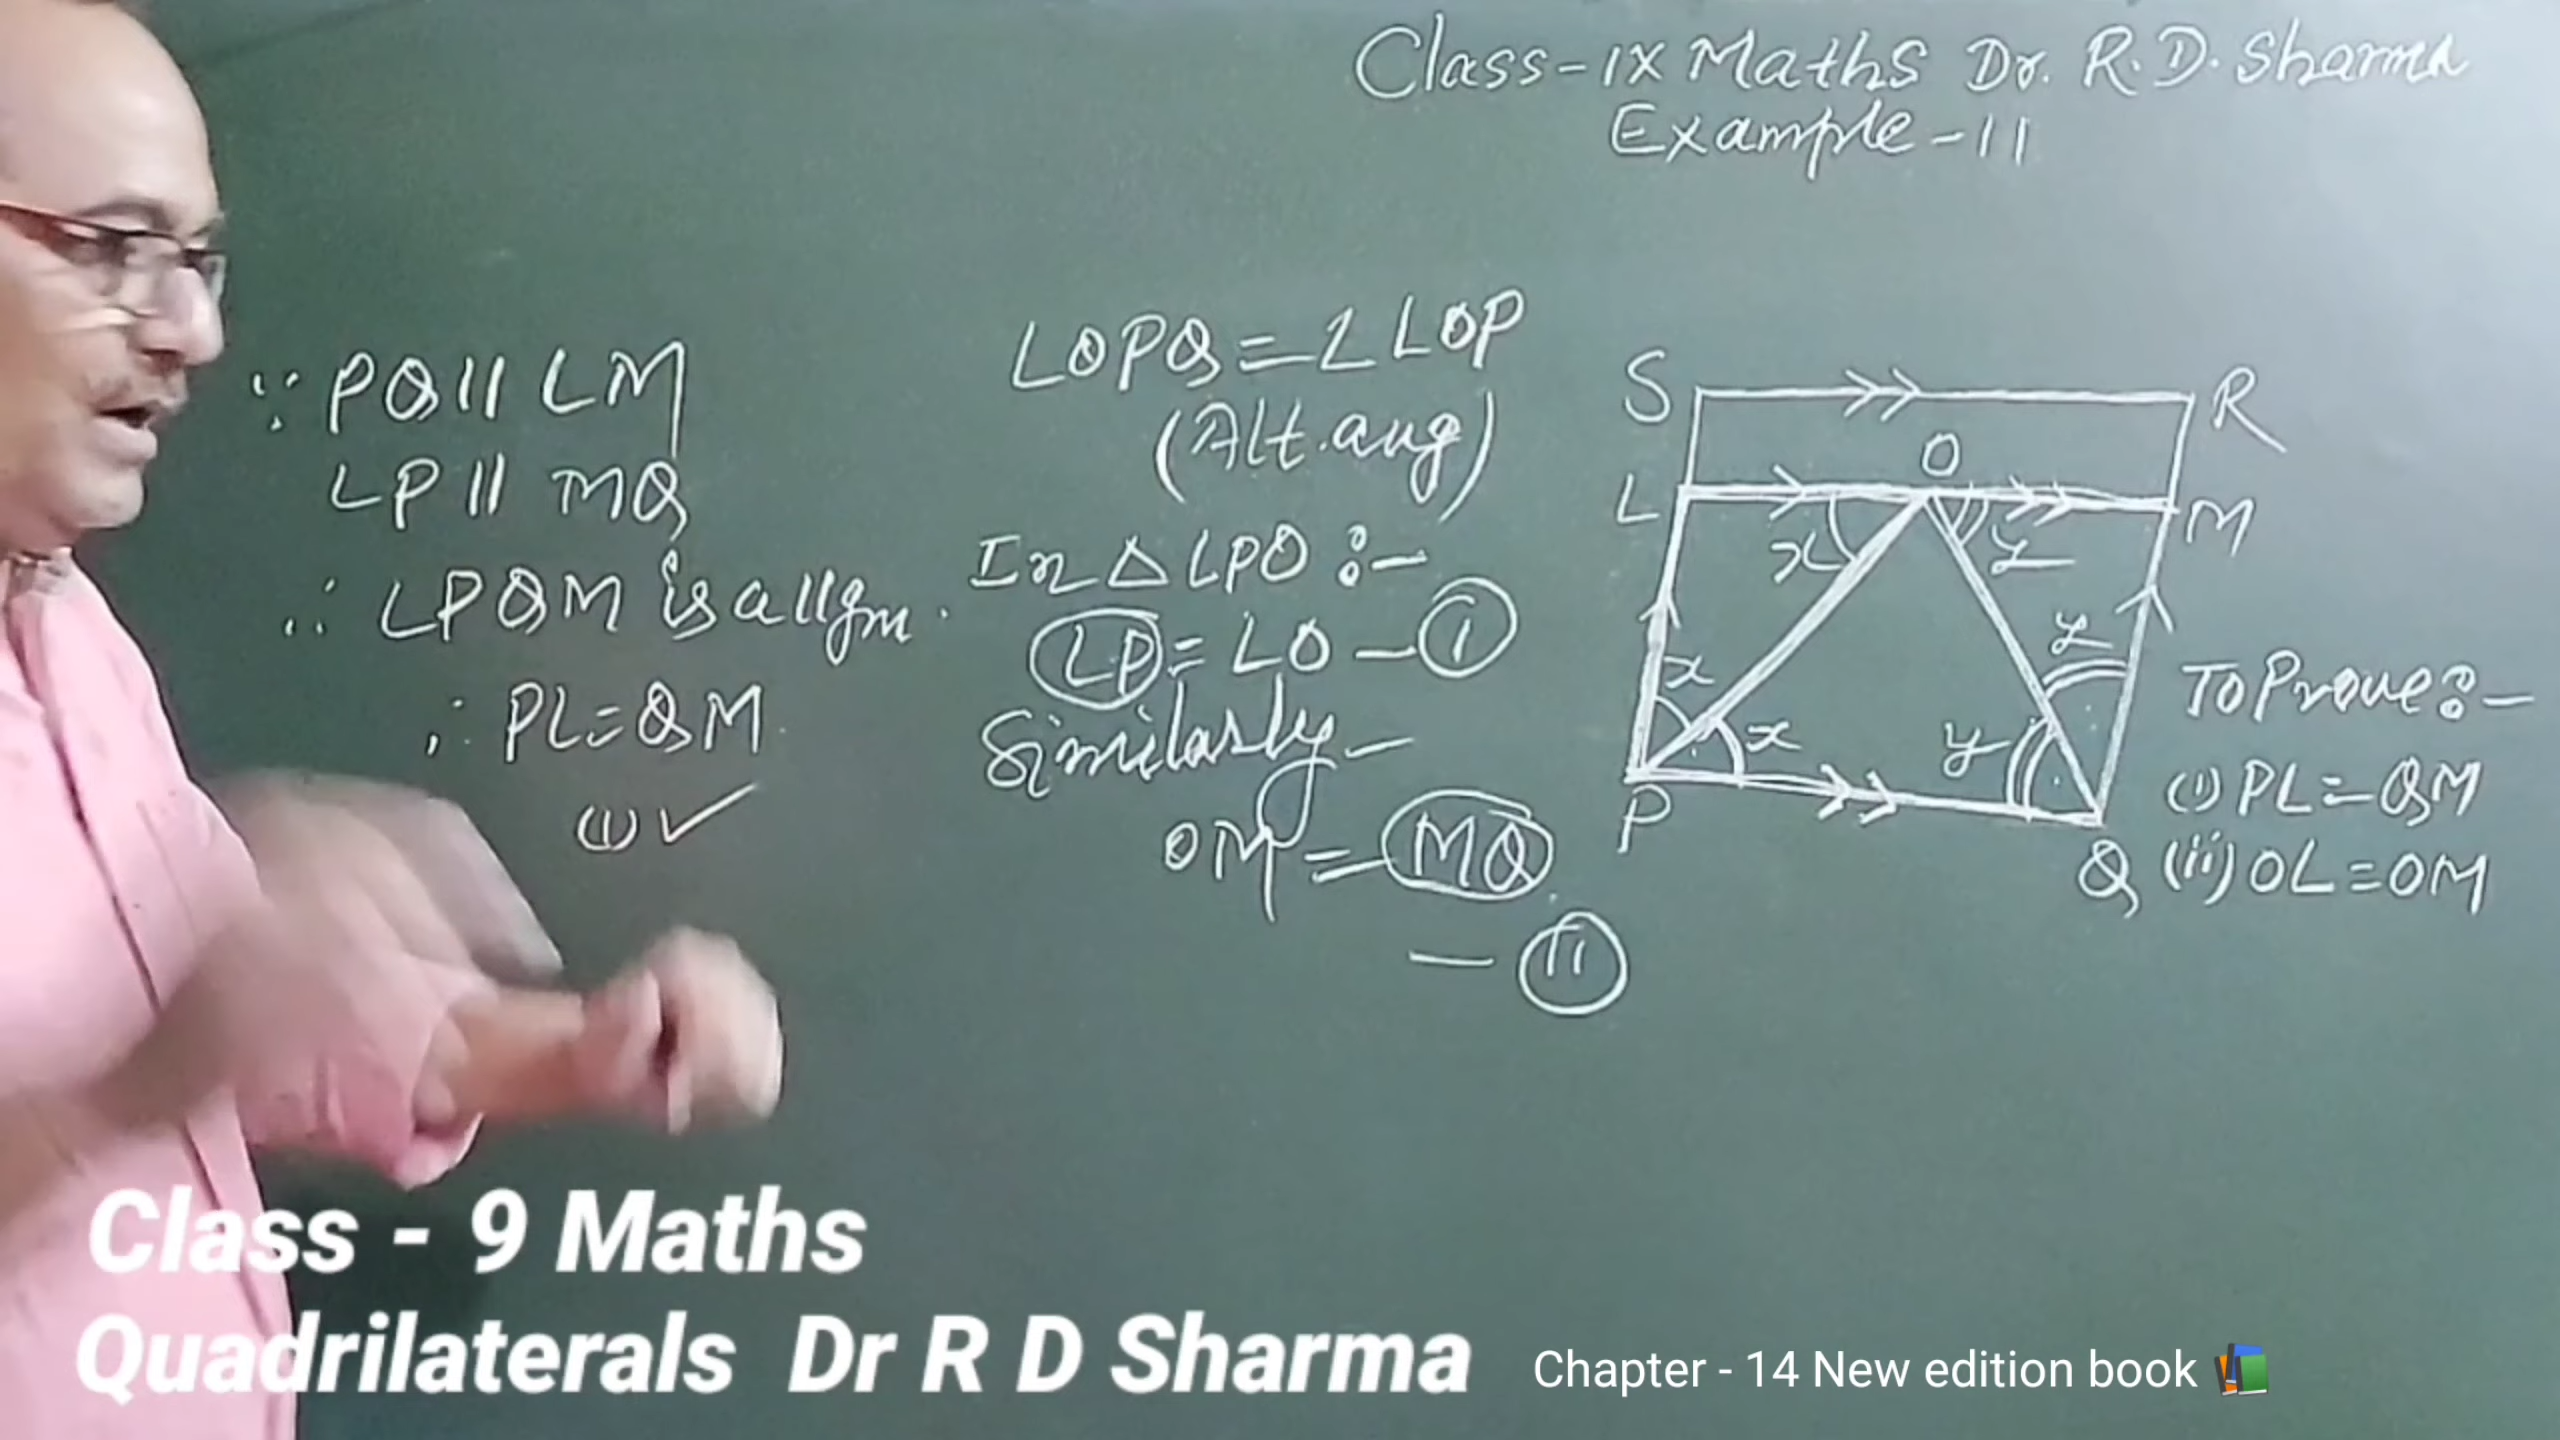 Class-IX Maths Dr. R.D. Sharma
Example-11
∵ PQ || LM
LP || MQ
∴ LPQM is a ||gm.
∴ PL = QM.
(i) ✓
∠OPQ = ∠LOP
(Alt. ang)
In △ LPO :-
LP = LO — (I)
Similarly —
OM = MQ
— (II)
S
R
O
L
M
x
y
x
y
x
y
P
Q
To Prove :-
(i) PL = QM
(ii) OL = OM
Class - 9 Maths
Quadrilaterals Dr R D Sharma
Chapter - 14 New edition book 📚